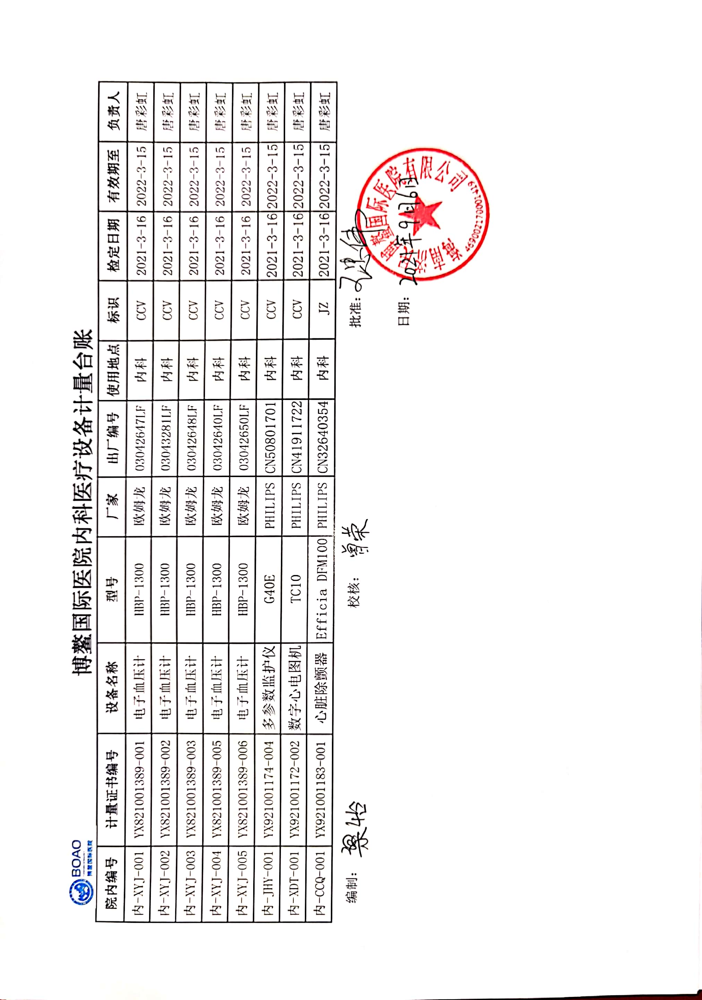 BOAO
博鳌国际医院
博鳌国际医院内科医疗设备计量台账
院内编号 计量证书编号 设备名称 型号 厂家 出厂编号 使用地点 标识 检定日期 有效期至 负责人
内-XYJ-001 YX821001389-001 电子血压计 HBP-1300 欧姆龙 03042647LF 内科 CCV 2021-3-16 2022-3-15 唐彩虹
内-XYJ-002 YX821001389-002 电子血压计 HBP-1300 欧姆龙 03043281LF 内科 CCV 2021-3-16 2022-3-15 唐彩虹
内-XYJ-003 YX821001389-003 电子血压计 HBP-1300 欧姆龙 03042648LF 内科 CCV 2021-3-16 2022-3-15 唐彩虹
内-XYJ-004 YX821001389-005 电子血压计 HBP-1300 欧姆龙 03042640LF 内科 CCV 2021-3-16 2022-3-15 唐彩虹
内-XYJ-005 YX821001389-006 电子血压计 HBP-1300 欧姆龙 03042650LF 内科 CCV 2021-3-16 2022-3-15 唐彩虹
内-JHY-001 YX921001174-004 多参数监护仪 G40E PHILIPS CN50801701 内科 CCV 2021-3-16 2022-3-15 唐彩虹
内-XDT-001 YX921001172-002 数字心电图机 TC10 PHILIPS CN41911722 内科 CCV 2021-3-16 2022-3-15 唐彩虹
内-CCQ-001 YX921001183-001 心脏除颤器 Efficia DFM100 PHILIPS CN32640354 内科 JZ 2021-3-16 2022-3-15 唐彩虹
编制: 校核: 曾荣 批准:
日期: 2021年9月6日
国际医院有限公司
4690021700014419